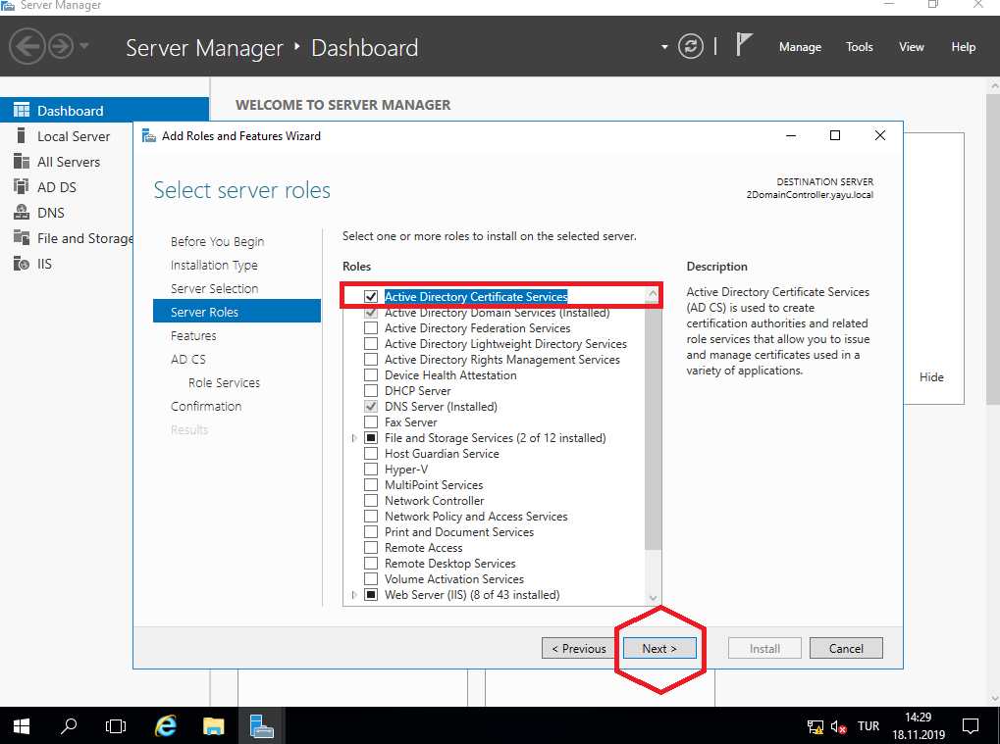 Server Manager
Server Manager • Dashboard
Manage
Tools
View
Help
Dashboard
Local Server
All Servers
AD DS
DNS
File and Storage
IIS
WELCOME TO SERVER MANAGER
Hide
Add Roles and Features Wizard
Select server roles
DESTINATION SERVER
2DomainController.yayu.local
Before You Begin
Installation Type
Server Selection
Server Roles
Features
AD CS
Role Services
Confirmation
Results
Select one or more roles to install on the selected server.
Roles
Active Directory Certificate Services
Active Directory Domain Services (Installed)
Active Directory Federation Services
Active Directory Lightweight Directory Services
Active Directory Rights Management Services
Device Health Attestation
DHCP Server
DNS Server (Installed)
Fax Server
File and Storage Services (2 of 12 installed)
Host Guardian Service
Hyper-V
MultiPoint Services
Network Controller
Network Policy and Access Services
Print and Document Services
Remote Access
Remote Desktop Services
Volume Activation Services
Web Server (IIS) (8 of 43 installed)
Description
Active Directory Certificate Services
(AD CS) is used to create
certification authorities and related
role services that allow you to issue
and manage certificates used in a
variety of applications.
< Previous
Next >
Install
Cancel
TUR
14:29
18.11.2019